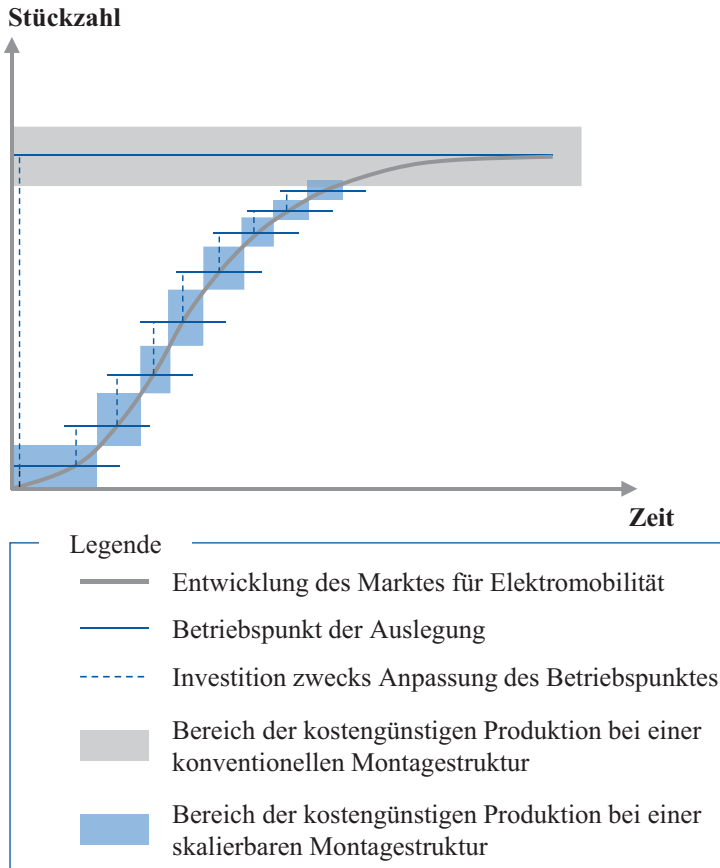 Stückzahl
Zeit
Legende
Entwicklung des Marktes für Elektromobilität
Betriebspunkt der Auslegung
Investition zwecks Anpassung des Betriebspunktes
Bereich der kostengünstigen Produktion bei einer
konventionellen Montagestruktur
Bereich der kostengünstigen Produktion bei einer
skalierbaren Montagestruktur